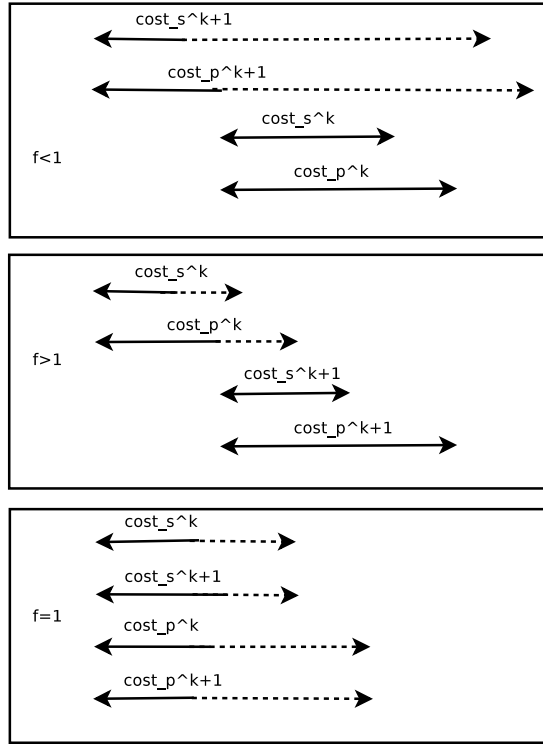 cost_s^k+1
cost_p^k+1
cost_s^k
f<1
cost_p^k
cost_s^k
cost_p^k
f>1
cost_s^k+1
cost_p^k+1
cost_s^k
cost_s^k+1
f=1
cost_p^k
cost_p^k+1